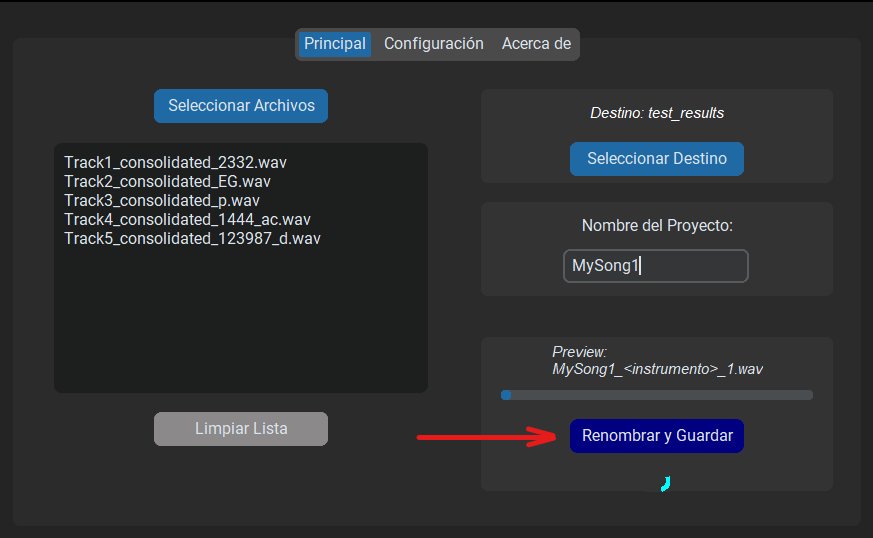 Principal Configuración Acerca de
Seleccionar Archivos
Track1_consolidated_2332.wav
Track2_consolidated_EG.wav
Track3_consolidated_p.wav
Track4_consolidated_1444_ac.wav
Track5_consolidated_123987_d.wav
Limpiar Lista
Destino: test_results
Seleccionar Destino
Nombre del Proyecto:
MySong1
Preview:
MySong1_<instrumento>_1.wav
Renombrar y Guardar